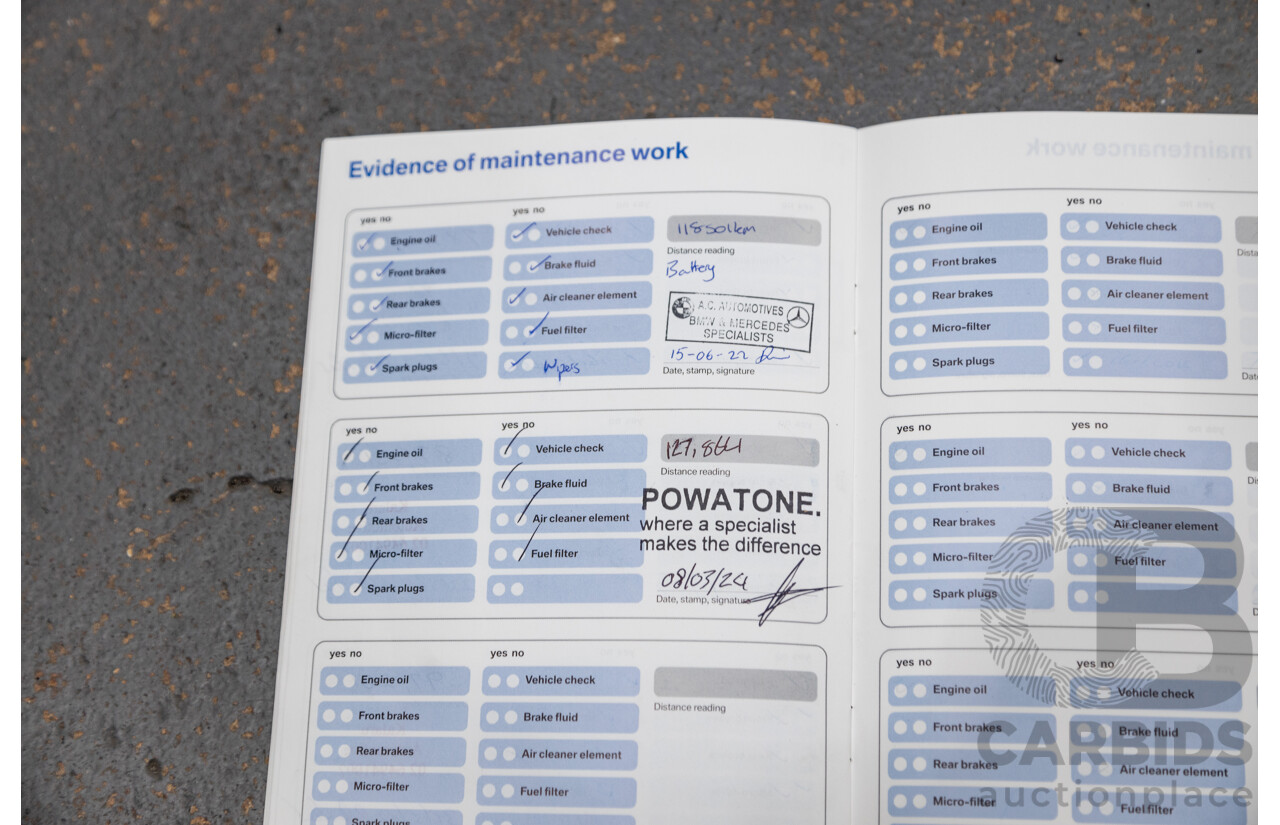 Evidence of maintenance work
maintenance work
yes no
yes no
Engine oil
Vehicle check
118501km
Front brakes
Brake fluid
Distance reading
Battery
Rear brakes
Air cleaner element
A.C. AUTOMOTIVES
BMW & MERCEDES
SPECIALISTS
Micro-filter
Fuel filter
Spark plugs
Wipers
15-06-22
Date, stamp, signature
yes no
yes no
Engine oil
Vehicle check
127,864
Front brakes
Brake fluid
Distance reading
Rear brakes
Air cleaner element
POWATONE.
where a specialist
makes the difference
Micro-filter
Fuel filter
Spark plugs
08/03/24
Date, stamp, signature
yes no
yes no
Engine oil
Vehicle check
Front brakes
Brake fluid
Distance reading
Rear brakes
Air cleaner element
Micro-filter
Fuel filter
Spark plugs
yes no
yes no
Engine oil
Vehicle check
Front brakes
Brake fluid
Dista
Rear brakes
Air cleaner element
Micro-filter
Fuel filter
Spark plugs
Dat
yes no
yes no
Engine oil
Vehicle check
Front brakes
Brake fluid
Dis
Rear brakes
Air cleaner element
Micro-filter
Fuel filter
Spark plugs
D
yes no
yes no
Engine oil
Vehicle check
Front brakes
Brake fluid
Rear brakes
Air cleaner element
Micro-filter
Fuel filter
CB
CARBIDS
auctionplace